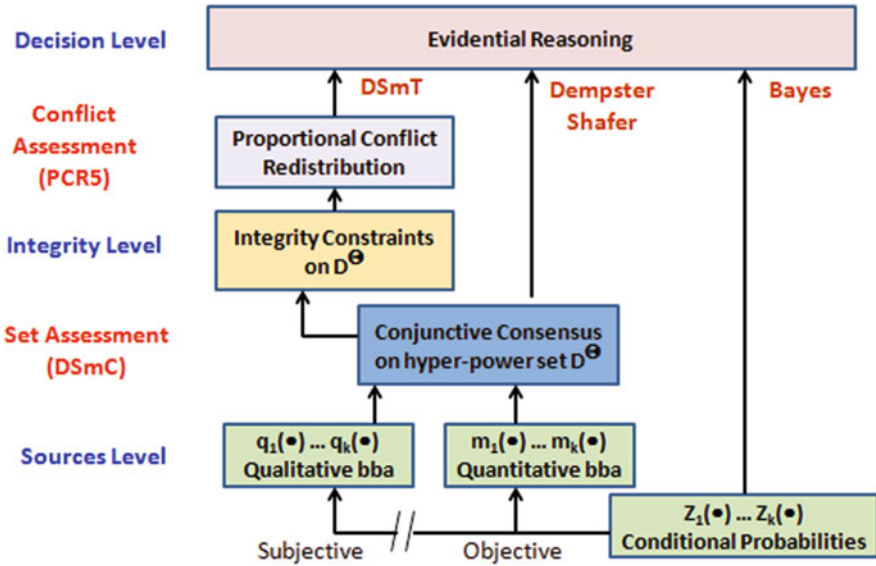 Decision Level
Evidential Reasoning
DSmT
Dempster
Shafer
Bayes
Conflict
Assessment
(PCR5)
Proportional Conflict
Redistribution
Integrity Level
Integrity Constraints
on D^Θ
Set Assessment
(DSmC)
Conjunctive Consensus
on hyper-power set D^Θ
Sources Level
q₁(•) ... qₖ(•)
Qualitative bba
m₁(•) ... mₖ(•)
Quantitative bba
Z₁(•) ... Zₖ(•)
Conditional Probabilities
Subjective
Objective